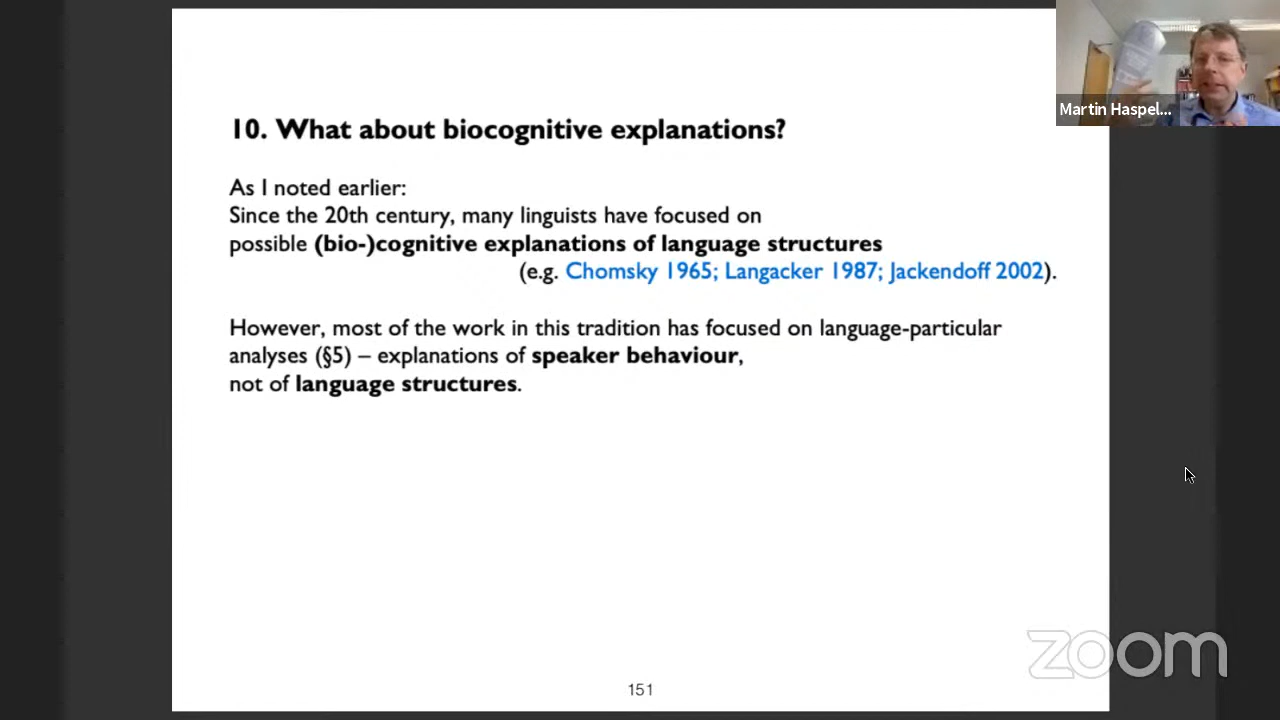 10. What about biocognitive explanations?
As I noted earlier:
Since the 20th century, many linguists have focused on
possible (bio-)cognitive explanations of language structures
(e.g. Chomsky 1965; Langacker 1987; Jackendoff 2002).
However, most of the work in this tradition has focused on language-particular
analyses (§5) – explanations of speaker behaviour,
not of language structures.
151
Martin Haspel...
zoom